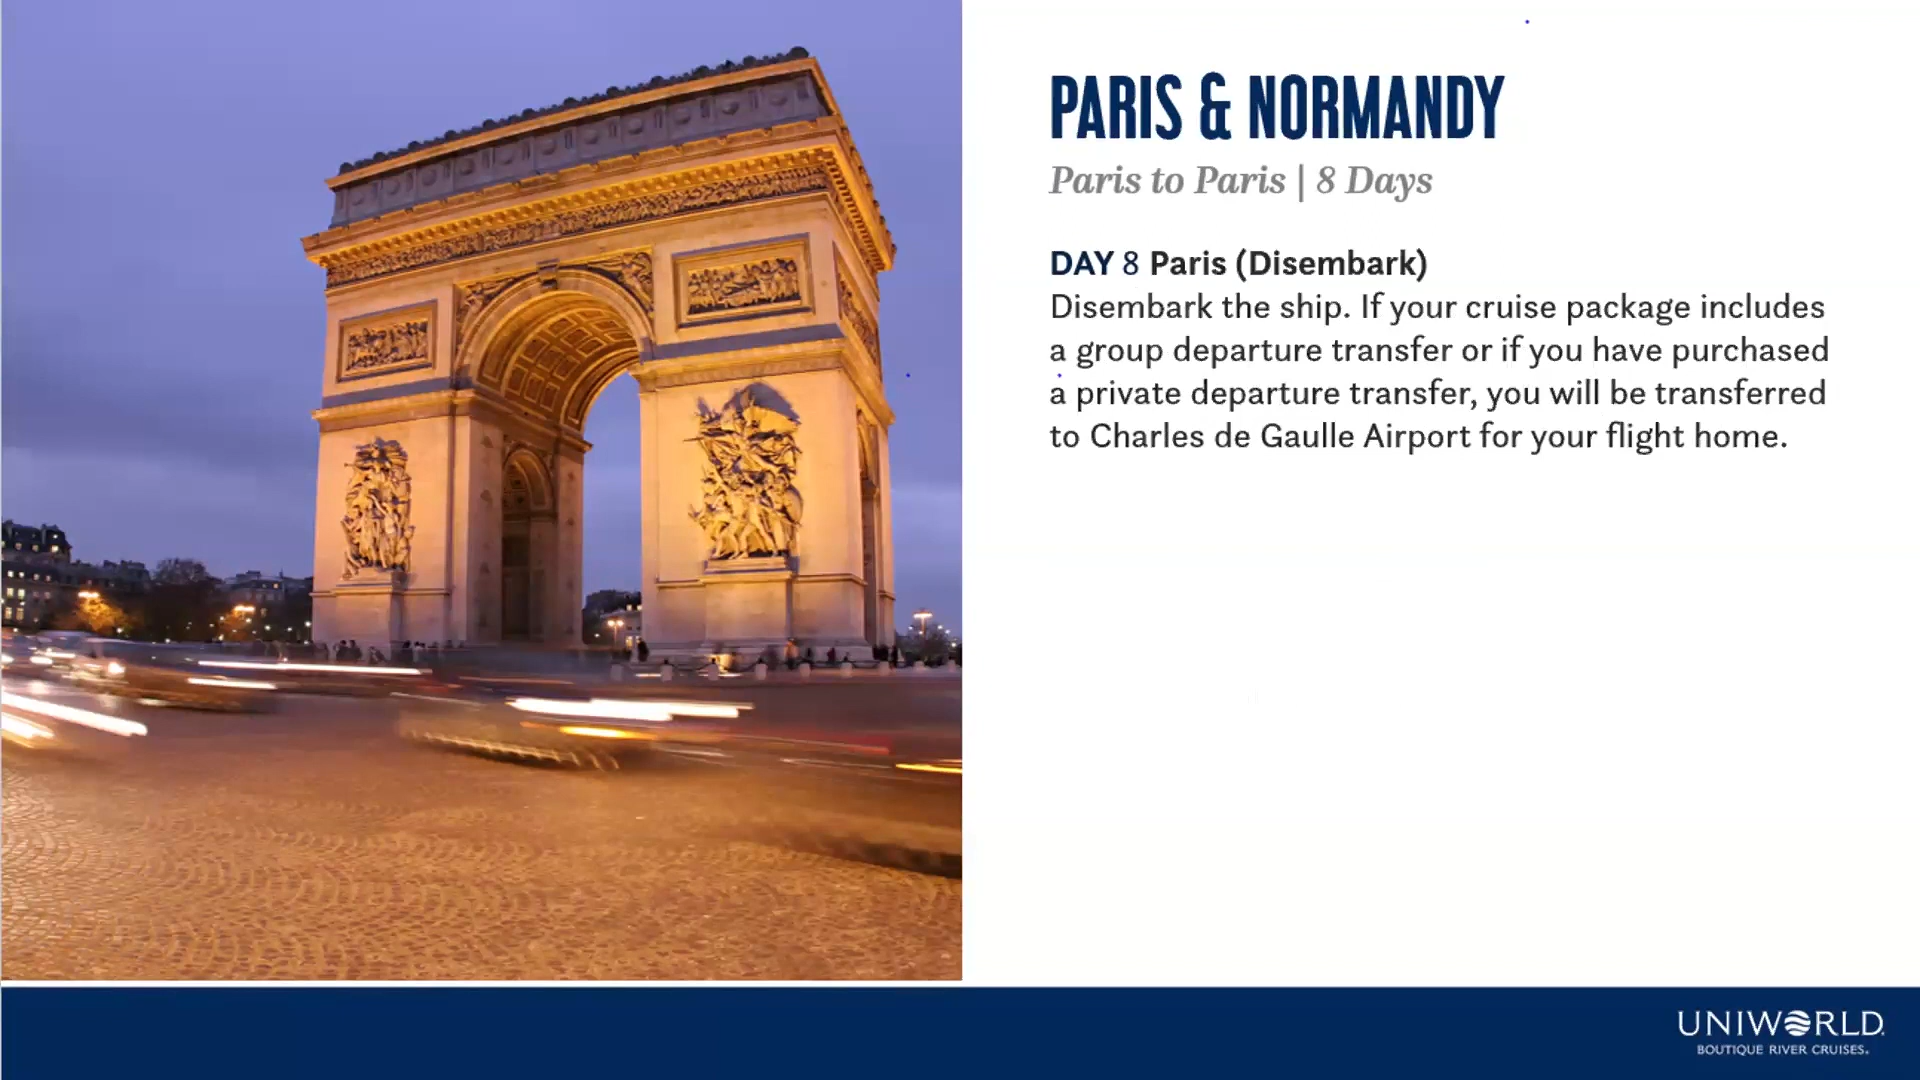 PARIS & NORMANDY
Paris to Paris | 8 Days
DAY 8 Paris (Disembark)
Disembark the ship. If your cruise package includes
a group departure transfer or if you have purchased
a private departure transfer, you will be transferred
to Charles de Gaulle Airport for your flight home.
UNIWORLD
BOUTIQUE RIVER CRUISES.